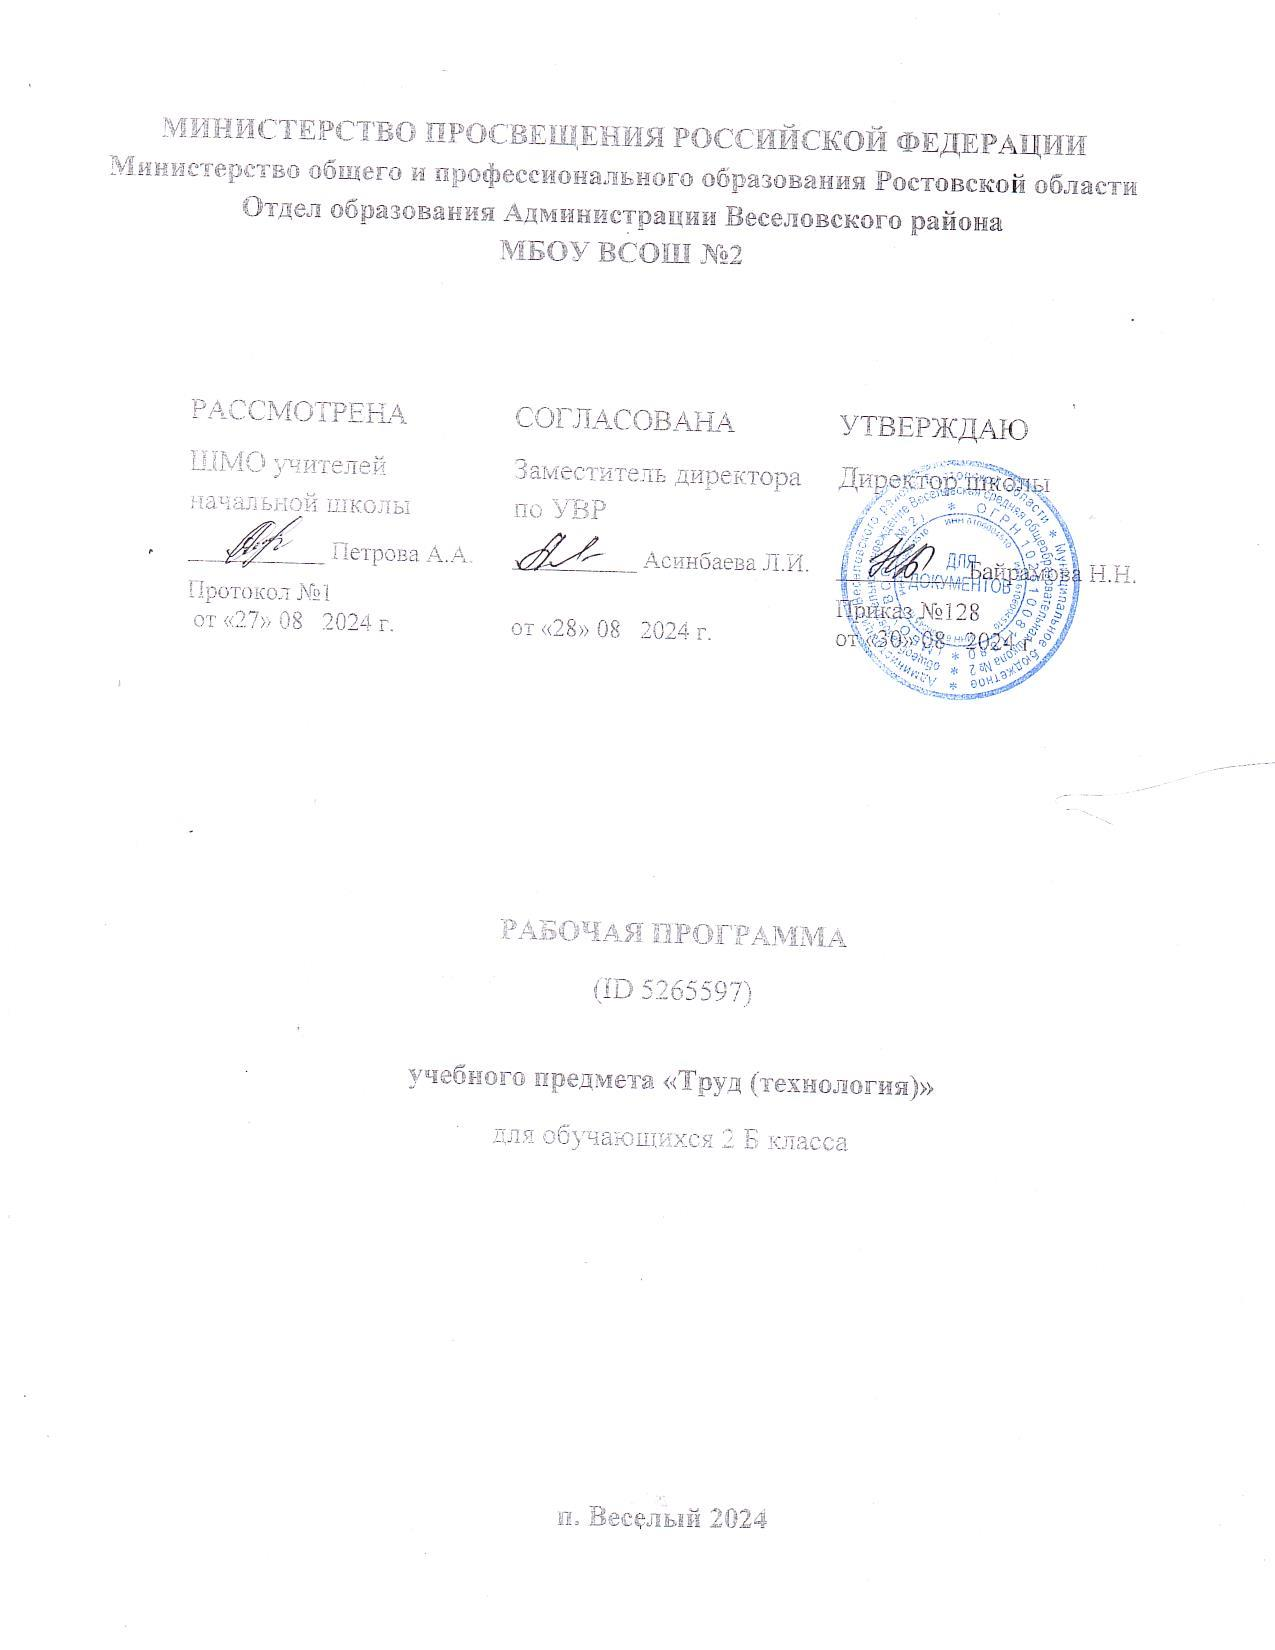 МИНИСТЕРСТВО ПРОСВЕЩЕНИЯ РОССИЙСКОЙ ФЕДЕРАЦИИ
Министерство общего и профессионального образования Ростовской области
Отдел образования Администрации Веселовского района
МБОУ ВСОШ №2
РАССМОТРЕНА
ШМО учителей
начальной школы
Петрова А.А.
Протокол №1
от «27» 08 2024 г.
СОГЛАСОВАНА
Заместитель директора
по УВР
Асинбаева Л.И.
от «28» 08 2024 г.
УТВЕРЖДАЮ
Директор школы
Байрамова Н.Н.
Приказ №128
от «30» 08 2024 г.
ДЛЯ
ДОКУМЕНТОВ
РАБОЧАЯ ПРОГРАММА
(ID 5265597)
учебного предмета «Труд (технология)»
для обучающихся 2 Б класса
п. Веселый 2024